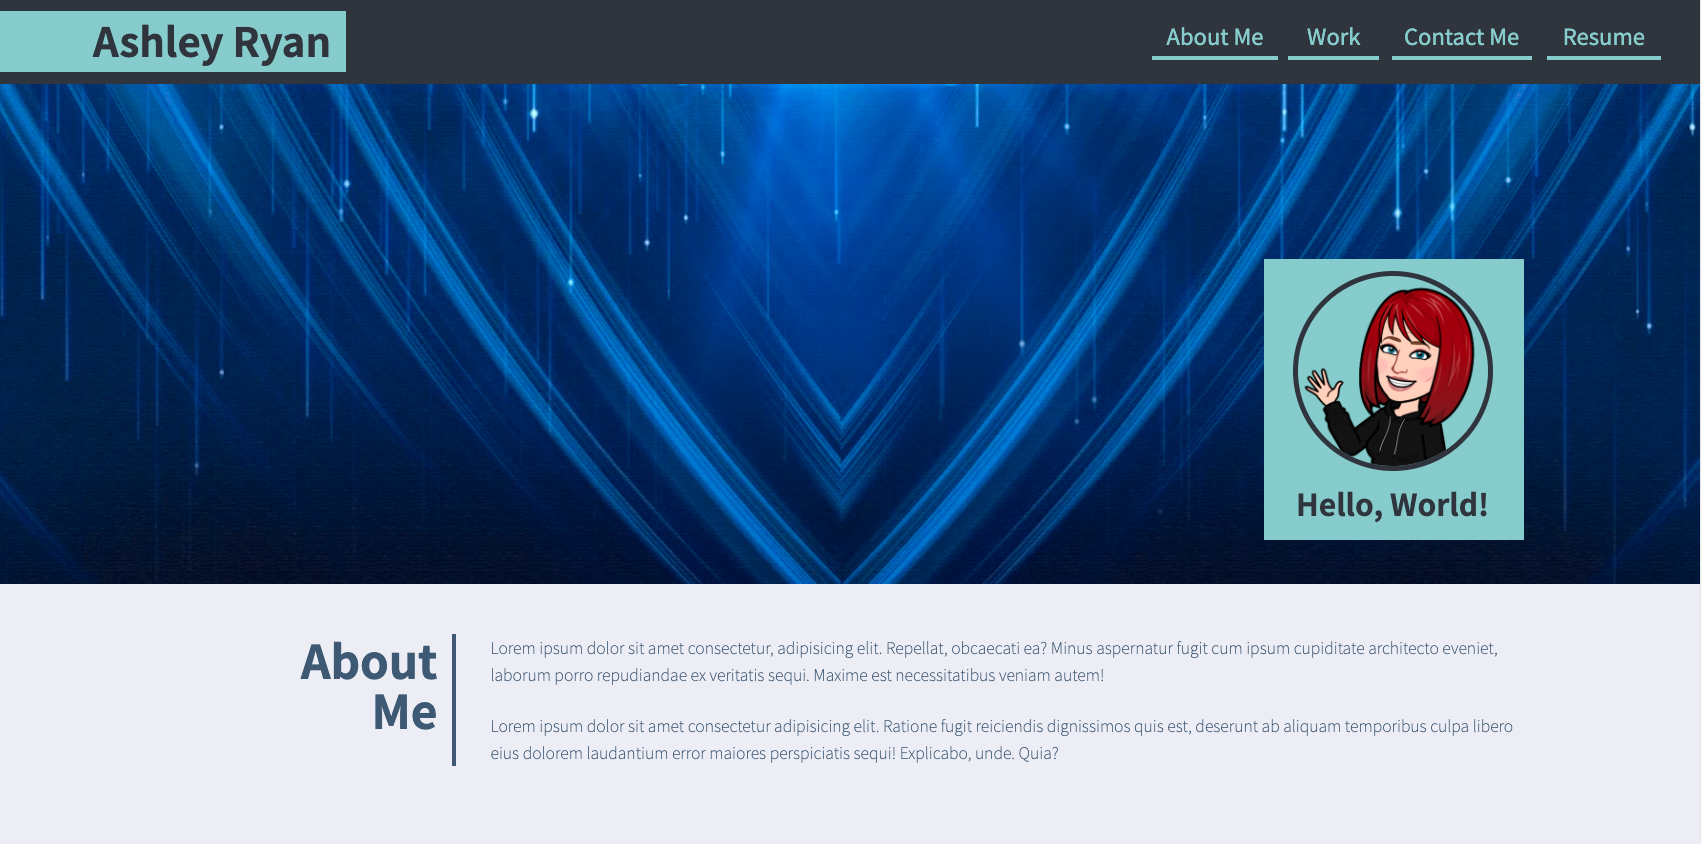 Ashley Ryan
About Me
Work
Contact Me
Resume
Hello, World!
About
Me
Lorem ipsum dolor sit amet consectetur, adipisicing elit. Repellat, obcaecati ea? Minus aspernatur fugit cum ipsum cupiditate architecto eveniet,
laborum porro repudiandae ex veritatis sequi. Maxime est necessitatibus veniam autem!
Lorem ipsum dolor sit amet consectetur adipisicing elit. Ratione fugit reiciendis dignissimos quis est, deserunt ab aliquam temporibus culpa libero
eius dolorem laudantium error maiores perspiciatis sequi! Explicabo, unde. Quia?